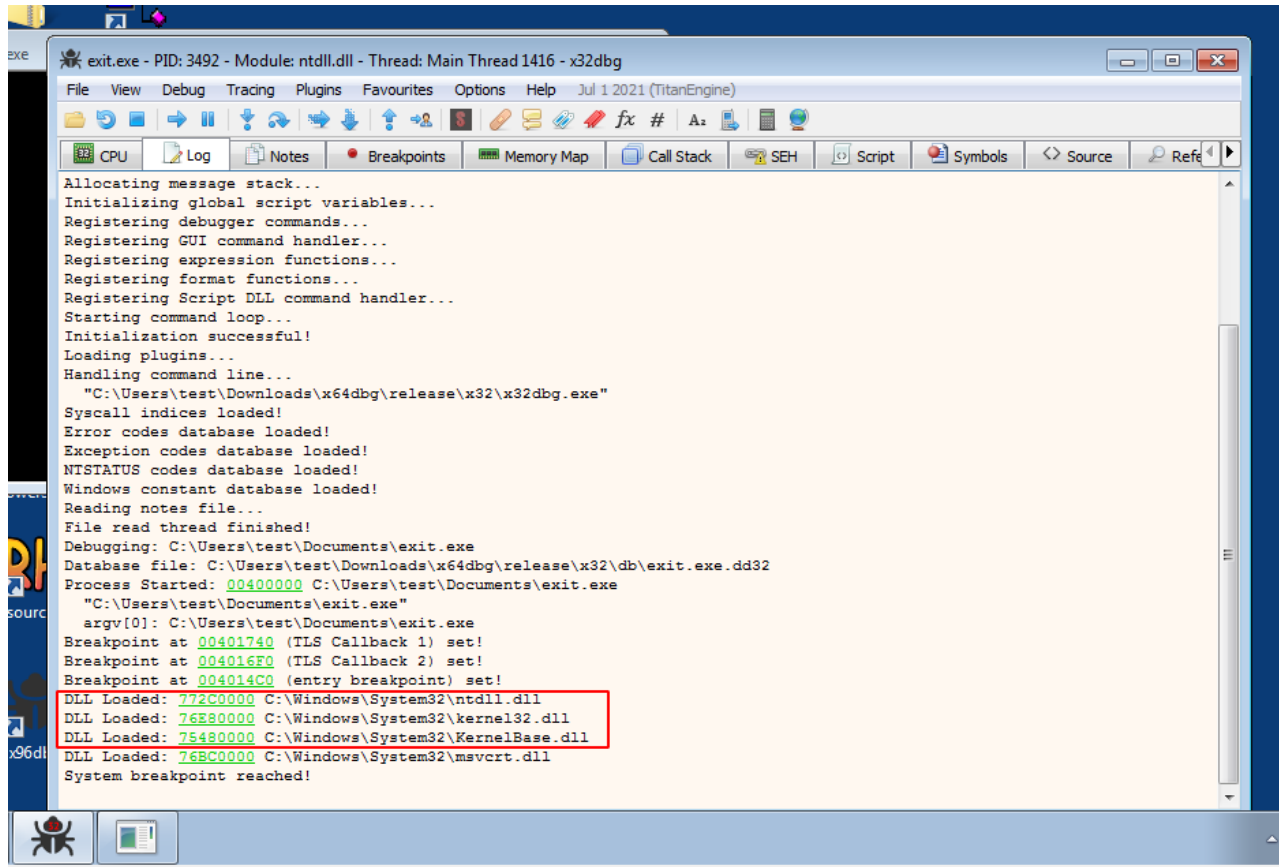 exe
exit.exe - PID: 3492 - Module: ntdll.dll - Thread: Main Thread 1416 - x32dbg
File View Debug Tracing Plugins Favourites Options Help Jul 1 2021 (TitanEngine)
CPU Log Notes Breakpoints Memory Map Call Stack SEH Script Symbols Source Refe
Allocating message stack...
Initializing global script variables...
Registering debugger commands...
Registering GUI command handler...
Registering expression functions...
Registering format functions...
Registering Script DLL command handler...
Starting command loop...
Initialization successful!
Loading plugins...
Handling command line...
"C:\Users\test\Downloads\x64dbg\release\x32\x32dbg.exe"
Syscall indices loaded!
Error codes database loaded!
Exception codes database loaded!
NTSTATUS codes database loaded!
Windows constant database loaded!
Reading notes file...
File read thread finished!
Debugging: C:\Users\test\Documents\exit.exe
Database file: C:\Users\test\Downloads\x64dbg\release\x32\db\exit.exe.dd32
Process Started: 00400000 C:\Users\test\Documents\exit.exe
"C:\Users\test\Documents\exit.exe"
argv[0]: C:\Users\test\Documents\exit.exe
Breakpoint at 00401740 (TLS Callback 1) set!
Breakpoint at 004016F0 (TLS Callback 2) set!
Breakpoint at 004014C0 (entry breakpoint) set!
DLL Loaded: 772C0000 C:\Windows\System32\ntdll.dll
DLL Loaded: 76E80000 C:\Windows\System32\kernel32.dll
DLL Loaded: 75480000 C:\Windows\System32\KernelBase.dll
DLL Loaded: 76BC0000 C:\Windows\System32\msvcrt.dll
System breakpoint reached!
sourc
x96db